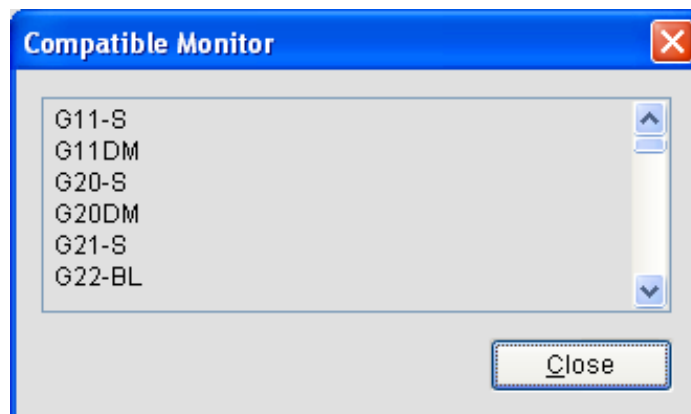 Compatible Monitor
G11-S
G11DM
G20-S
G20DM
G21-S
G22-BL
Close